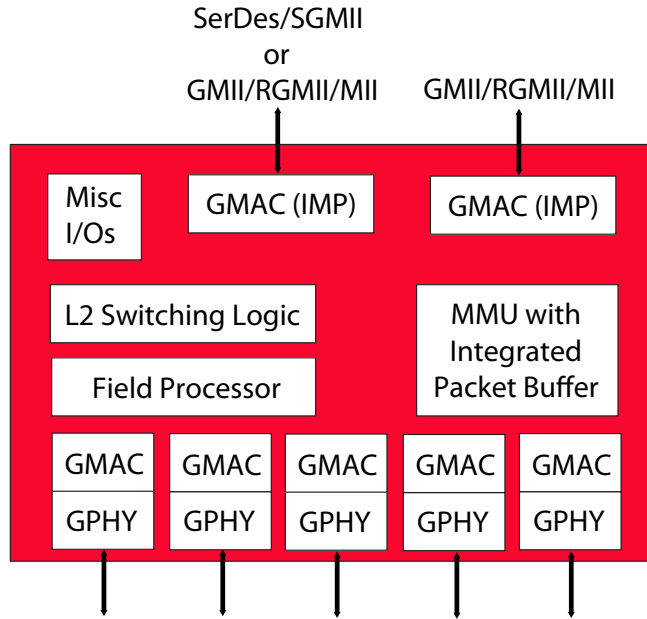 SerDes/SGMII
or
GMII/RGMII/MII
GMII/RGMII/MII
Misc
I/Os
GMAC (IMP)
GMAC (IMP)
L2 Switching Logic
MMU with
Integrated
Packet Buffer
Field Processor
GMAC GMAC GMAC GMAC GMAC
GPHY GPHY GPHY GPHY GPHY